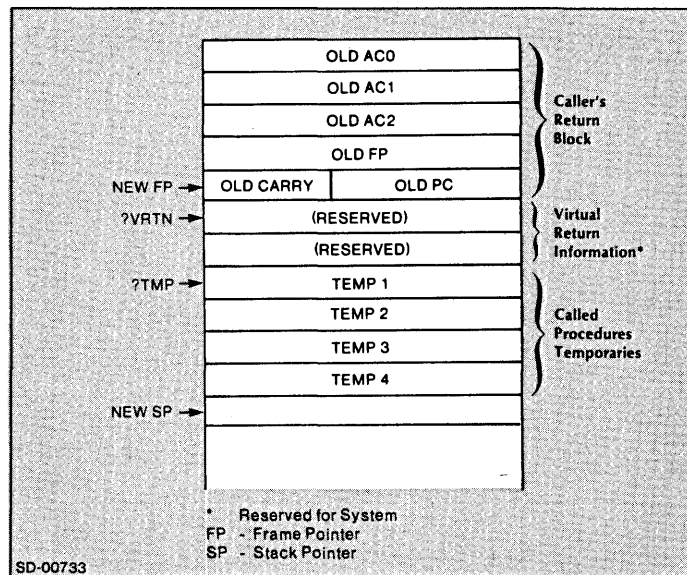 OLD AC0
OLD AC1
OLD AC2
OLD FP
Caller's
Return
Block
NEW FP
OLD CARRY
OLD PC
?VRTN
(RESERVED)
(RESERVED)
Virtual
Return
Information*
?TMP
TEMP 1
TEMP 2
TEMP 3
TEMP 4
Called
Procedures
Temporaries
NEW SP
* Reserved for System
FP - Frame Pointer
SP - Stack Pointer
SD-00733